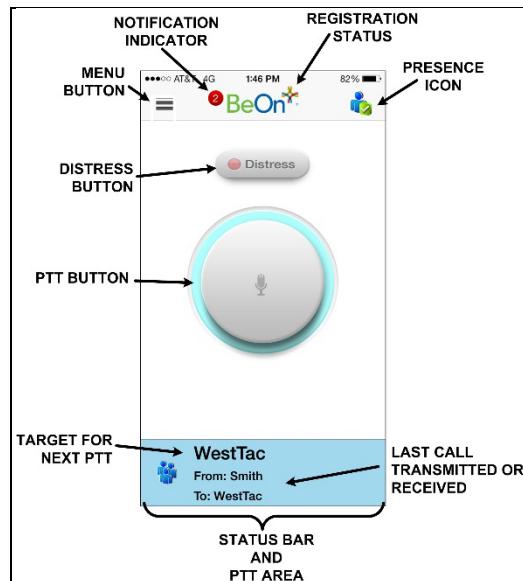 NOTIFICATION
INDICATOR
REGISTRATION
STATUS
MENU
BUTTON
PRESENCE
ICON
AT&T 4G
1:46 PM
82%
2
BeOn
DISTRESS
BUTTON
Distress
PTT BUTTON
TARGET FOR
NEXT PTT
WestTac
From: Smith
To: WestTac
LAST CALL
TRANSMITTED OR
RECEIVED
STATUS BAR
AND
PTT AREA